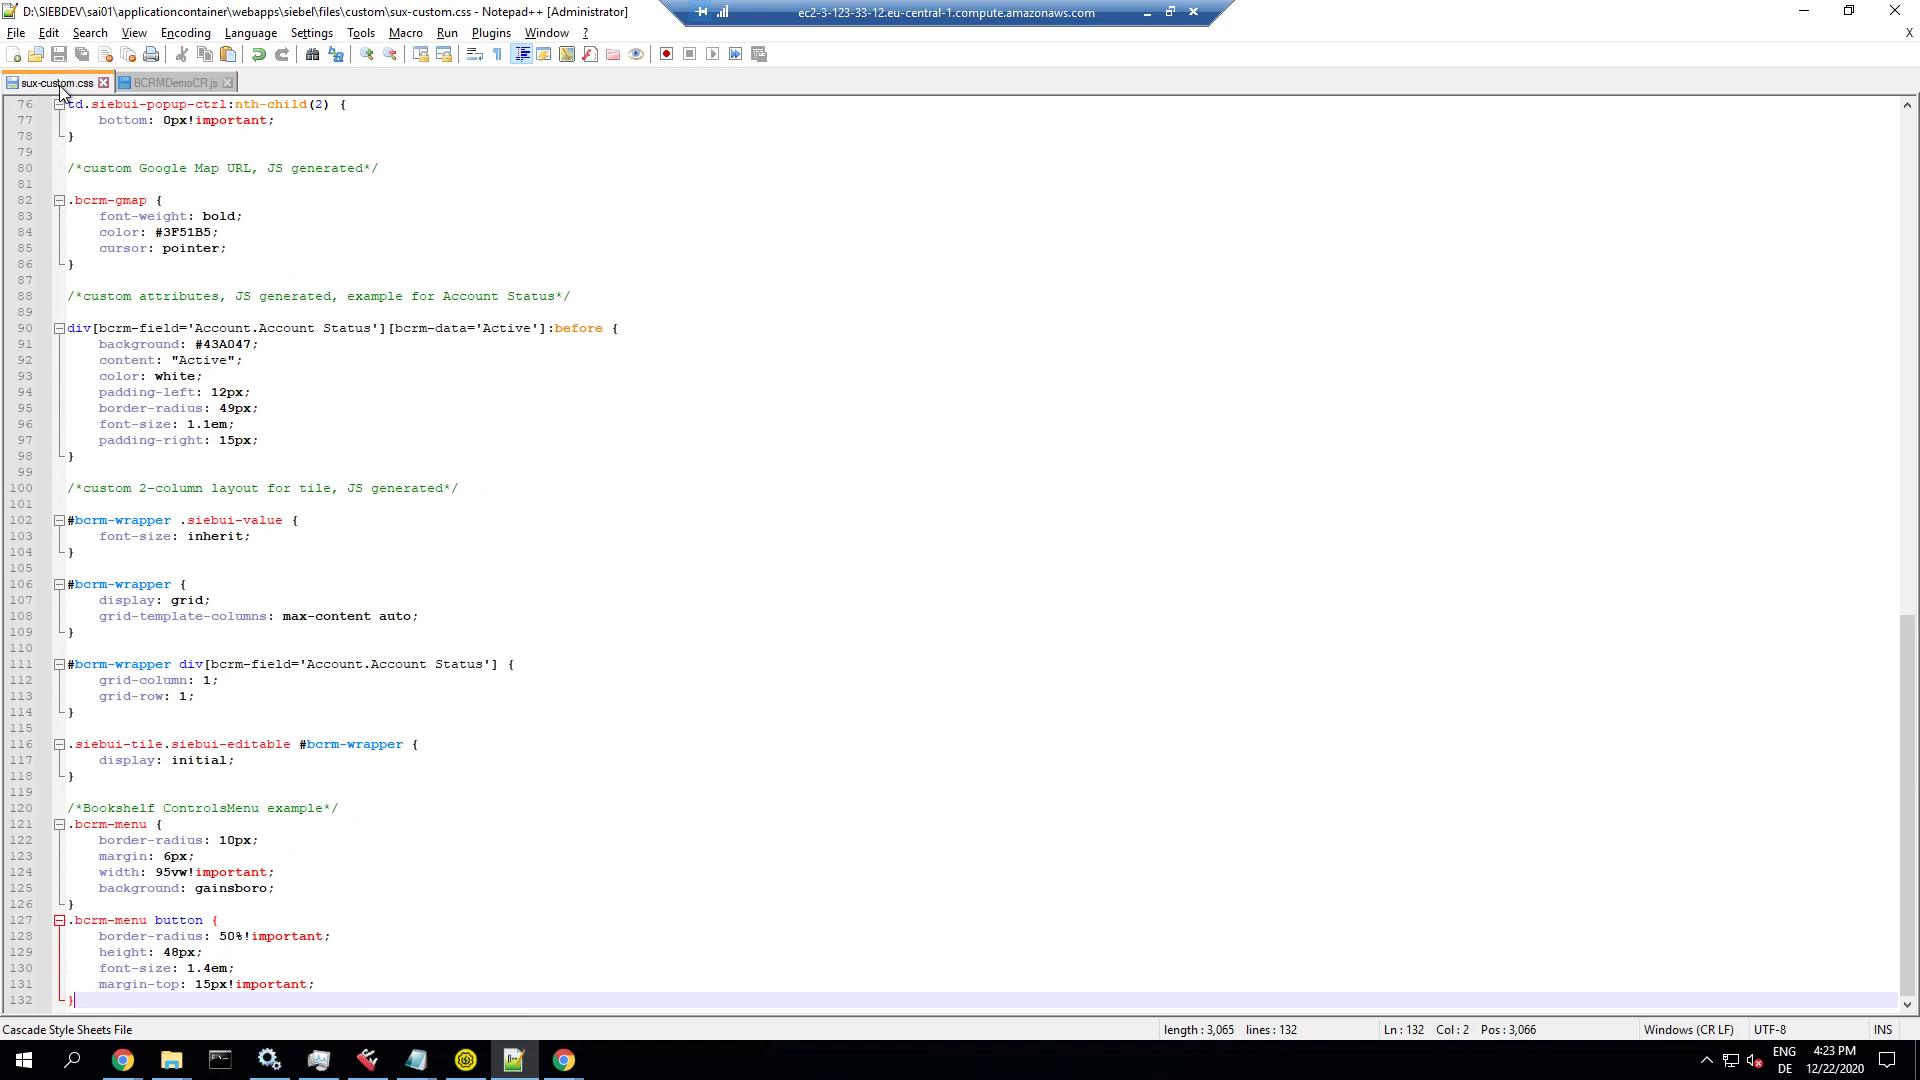 D:\SIEBDEV\sai01\applicationcontainer\webapps\siebel\files\custom\sux-custom.css - Notepad++ [Administrator]
ec2-3-123-33-12.eu-central-1.compute.amazonaws.com
File Edit Search View Encoding Language Settings Tools Macro Run Plugins Window ? X
sux-custom.css BCRMDemoCR.js
76 td.siebui-popup-ctrl:nth-child(2) {
77 bottom: 0px!important;
78 }
79
80 /*custom Google Map URL, JS generated*/
81
82 .bcrm-gmap {
83 font-weight: bold;
84 color: #3F51B5;
85 cursor: pointer;
86 }
87
88 /*custom attributes, JS generated, example for Account Status*/
89
90 div[bcrm-field='Account.Account Status'][bcrm-data='Active']:before {
91 background: #43A047;
92 content: "Active";
93 color: white;
94 padding-left: 12px;
95 border-radius: 49px;
96 font-size: 1.1em;
97 padding-right: 15px;
98 }
99
100 /*custom 2-column layout for tile, JS generated*/
101
102 #bcrm-wrapper .siebui-value {
103 font-size: inherit;
104 }
105
106 #bcrm-wrapper {
107 display: grid;
108 grid-template-columns: max-content auto;
109 }
110
111 #bcrm-wrapper div[bcrm-field='Account.Account Status'] {
112 grid-column: 1;
113 grid-row: 1;
114 }
115
116 .siebui-tile.siebui-editable #bcrm-wrapper {
117 display: initial;
118 }
119
120 /*Bookshelf ControlsMenu example*/
121 .bcrm-menu {
122 border-radius: 10px;
123 margin: 6px;
124 width: 95vw!important;
125 background: gainsboro;
126 }
127 .bcrm-menu button {
128 border-radius: 50%!important;
129 height: 48px;
130 font-size: 1.4em;
131 margin-top: 15px!important;
132 }
Cascade Style Sheets File length : 3,065 lines : 132 Ln : 132 Col : 2 Pos : 3,066 Windows (CR LF) UTF-8 INS
ENG 4:23 PM
DE 12/22/2020